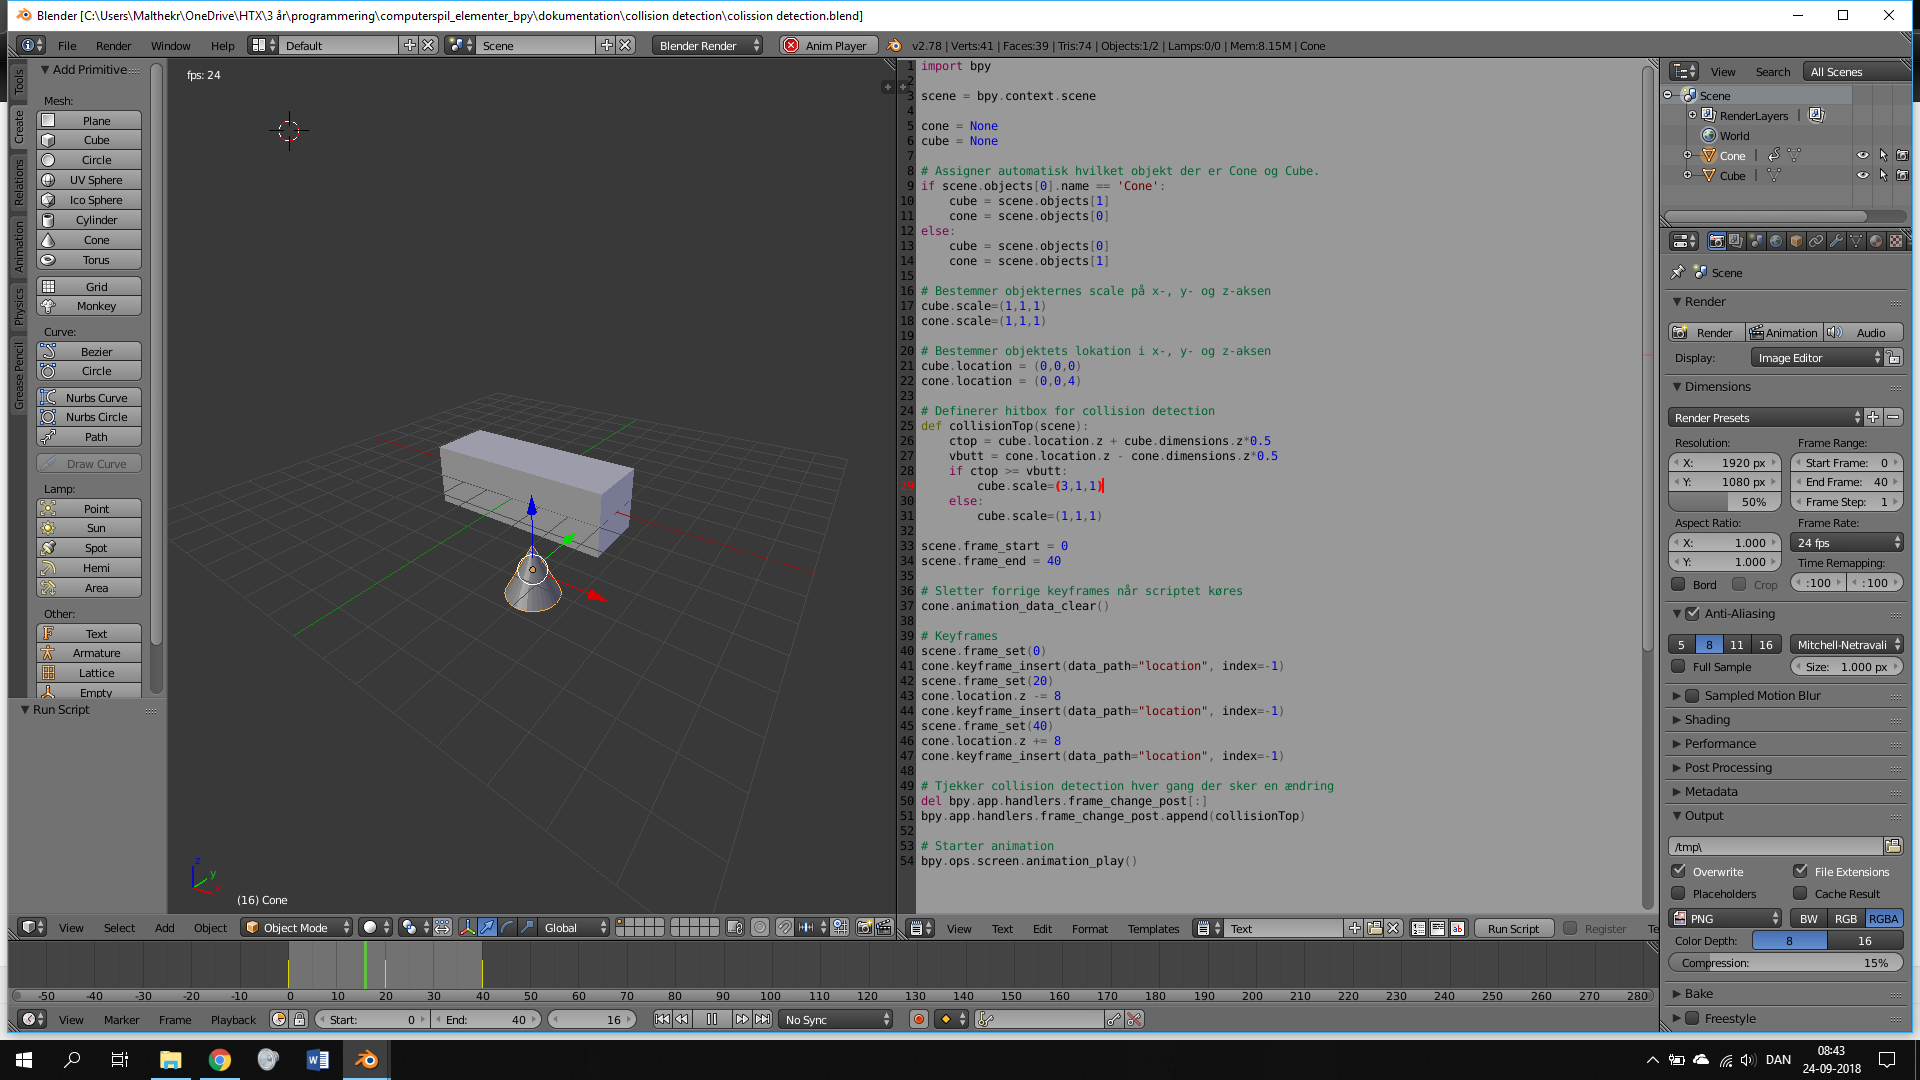 Blender [C:\Users\Malthekr\OneDrive\HTX\3 år\programmering\computerspil_elementer_bpy\dokumentation\collision detection\colission detection.blend]
File Render Window Help Default Scene Blender Render Anim Player v2.78 | Verts:41 | Faces:39 | Tris:74 | Objects:1/2 | Lamps:0/0 | Mem:8.15M | Cone
Tools
Create
Relations
Animation
Physics
Grease Pencil
Add Primitive
Mesh:
Plane
Cube
Circle
UV Sphere
Ico Sphere
Cylinder
Cone
Torus
Grid
Monkey
Curve:
Bezier
Circle
Nurbs Curve
Nurbs Circle
Path
Draw Curve
Lamp:
Point
Sun
Spot
Hemi
Area
Other:
Text
Armature
Lattice
Empty
Run Script
fps: 24
z
y
x
(16) Cone
1 import bpy
2
3 scene = bpy.context.scene
4
5 cone = None
6 cube = None
7
8 # Assigner automatisk hvilket objekt der er Cone og Cube.
9 if scene.objects[0].name == 'Cone':
10 cube = scene.objects[1]
11 cone = scene.objects[0]
12 else:
13 cube = scene.objects[0]
14 cone = scene.objects[1]
15
16 # Bestemmer objekternes scale på x-, y- og z-aksen
17 cube.scale=(1,1,1)
18 cone.scale=(1,1,1)
19
20 # Bestemmer objektets lokation i x-, y- og z-aksen
21 cube.location = (0,0,0)
22 cone.location = (0,0,4)
23
24 # Definerer hitbox for collision detection
25 def collisionTop(scene):
26 ctop = cube.location.z + cube.dimensions.z*0.5
27 vbutt = cone.location.z - cone.dimensions.z*0.5
28 if ctop >= vbutt:
29 cube.scale=(3,1,1)
30 else:
31 cube.scale=(1,1,1)
32
33 scene.frame_start = 0
34 scene.frame_end = 40
35
36 # Sletter forrige keyframes når scriptet køres
37 cone.animation_data_clear()
38
39 # Keyframes
40 scene.frame_set(0)
41 cone.keyframe_insert(data_path="location", index=-1)
42 scene.frame_set(20)
43 cone.location.z -= 8
44 cone.keyframe_insert(data_path="location", index=-1)
45 scene.frame_set(40)
46 cone.location.z += 8
47 cone.keyframe_insert(data_path="location", index=-1)
48
49 # Tjekker collision detection hver gang der sker en ændring
50 del bpy.app.handlers.frame_change_post[:]
51 bpy.app.handlers.frame_change_post.append(collisionTop)
52
53 # Starter animation
54 bpy.ops.screen.animation_play()
View Search All Scenes
Scene
RenderLayers |
World
Cone |
Cube |
Scene
Render
Render Animation Audio
Display: Image Editor
Dimensions
Render Presets
Resolution: Frame Range:
X: 1920 px Start Frame: 0
Y: 1080 px End Frame: 40
50% Frame Step: 1
Aspect Ratio: Frame Rate:
X: 1.000 24 fps
Y: 1.000 Time Remapping:
Bord Crop :100 :100
Anti-Aliasing
5 8 11 16 Mitchell-Netravali
Full Sample Size: 1.000 px
Sampled Motion Blur
Shading
Performance
Post Processing
Metadata
Output
/tmp\
Overwrite File Extensions
Placeholders Cache Result
PNG BW RGB RGBA
Color Depth: 8 16
Compression: 15%
Bake
Freestyle
View Select Add Object Object Mode Global
View Text Edit Format Templates Text Run Script Register Te
-50 -40 -30 -20 -10 0 10 20 30 40 50 60 70 80 90 100 110 120 130 140 150 160 170 180 190 200 210 220 230 240 250 260 270 280
View Marker Frame Playback Start: 0 End: 40 16 No Sync
DAN
08:43
24-09-2018